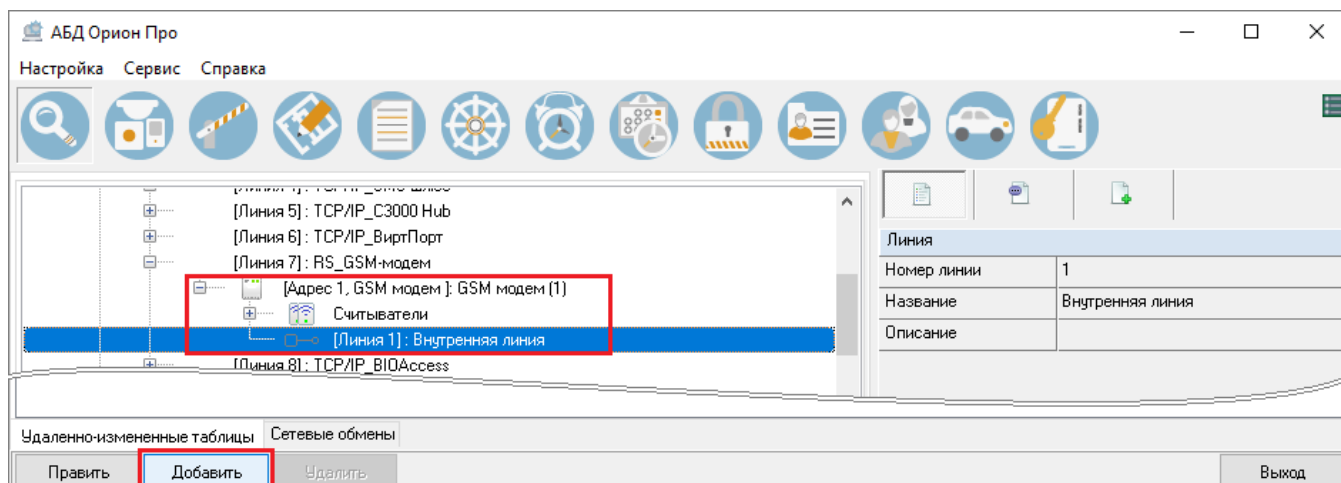 АБД Орион Про
Настройка Сервис Справка
[Линия 5] : TCP/IP_С3000 Hub
[Линия 6] : TCP/IP_ВиртПорт
[Линия 7] : RS_GSM-модем
[Адрес 1, GSM модем ]: GSM модем (1)
Считыватели
[Линия 1] : Внутренняя линия
[Линия 8] : TCP/IP_BIOAccess
Линия
Номер линии 1
Название Внутренняя линия
Описание
Удаленно-измененные таблицы Сетевые обмены
Править Добавить Удалить Выход